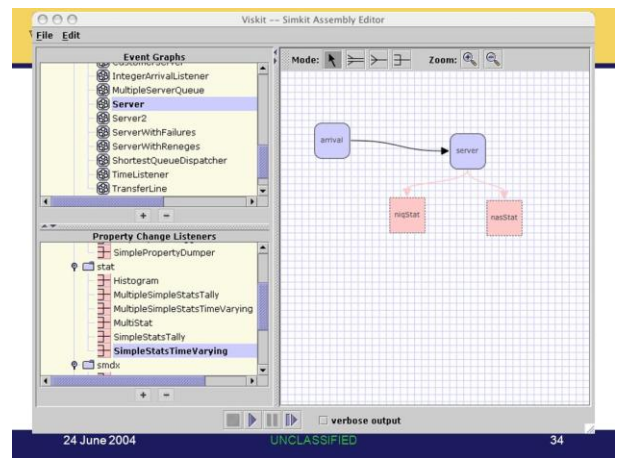 Viskit -- Simkit Assembly Editor
File Edit
Event Graphs
IntegerArrivalListener
MultipleServerQueue
Server
Server2
ServerWithFailures
ServerWithReneges
ShortestQueueDispatcher
TimeListener
TransferLine
+ -
Property Change Listeners
SimplePropertyDumper
stat
Histogram
MultipleSimpleStatsTally
MultipleSimpleStatsTimeVarying
MultiStat
SimpleStatsTally
SimpleStatsTimeVarying
smdx
+ -
Mode: Zoom:
arrival
server
niqStat
nasStat
verbose output
24 June 2004 UNCLASSIFIED 34